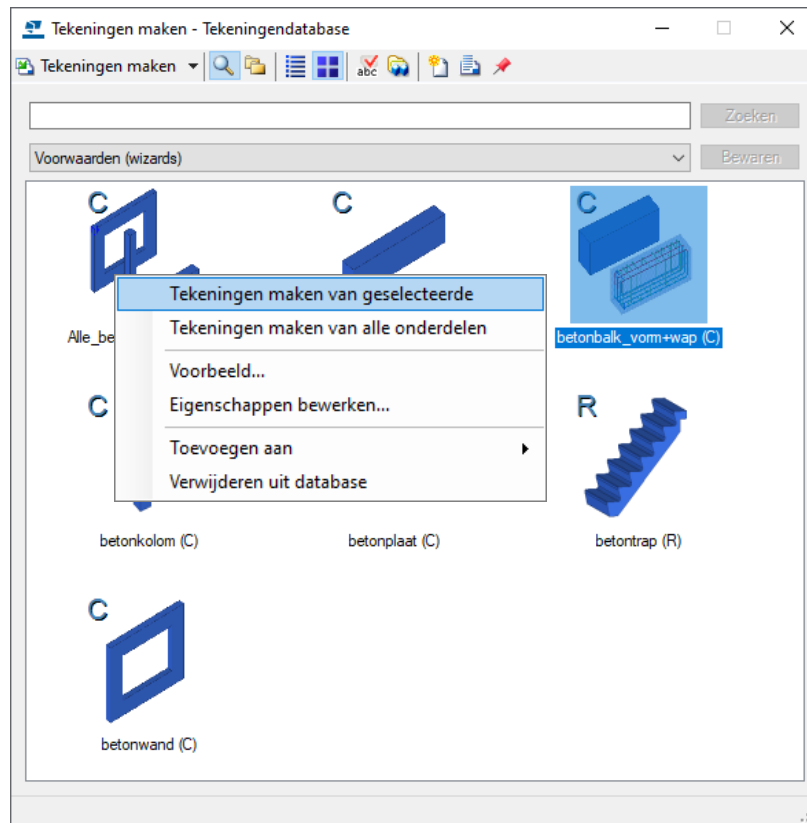 Tekeningen maken - Tekeningendatabase
Tekeningen maken
abc
Zoeken
Voorwaarden (wizards)
Bewaren
C
C
C
Tekeningen maken van geselecteerde
Tekeningen maken van alle onderdelen
Voorbeeld...
Eigenschappen bewerken...
Toevoegen aan
Verwijderen uit database
Alle_be
betonbalk_vorm+wap (C)
C
R
betonkolom (C)
betonplaat (C)
betontrap (R)
C
betonwand (C)